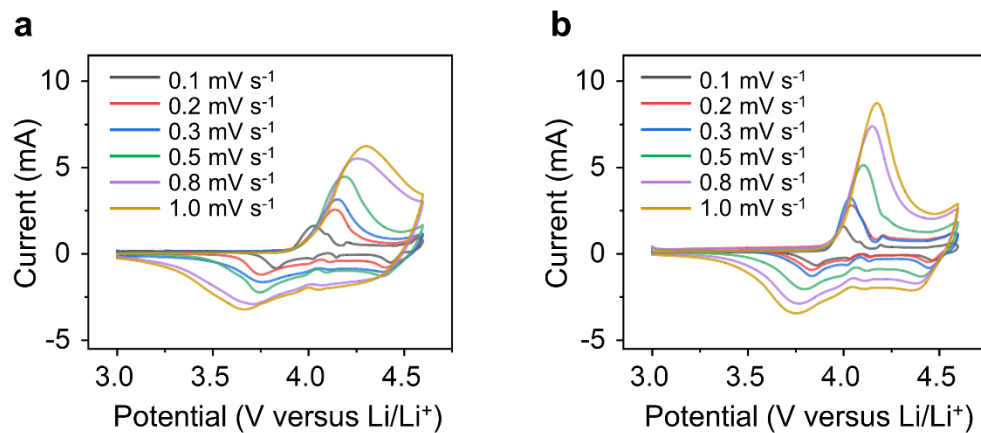 a
10
5
0
-5
Current (mA)
0.1 mV s⁻¹
0.2 mV s⁻¹
0.3 mV s⁻¹
0.5 mV s⁻¹
0.8 mV s⁻¹
1.0 mV s⁻¹
3.0 3.5 4.0 4.5
Potential (V versus Li/Li⁺)
b
10
5
0
-5
Current (mA)
0.1 mV s⁻¹
0.2 mV s⁻¹
0.3 mV s⁻¹
0.5 mV s⁻¹
0.8 mV s⁻¹
1.0 mV s⁻¹
3.0 3.5 4.0 4.5
Potential (V versus Li/Li⁺)